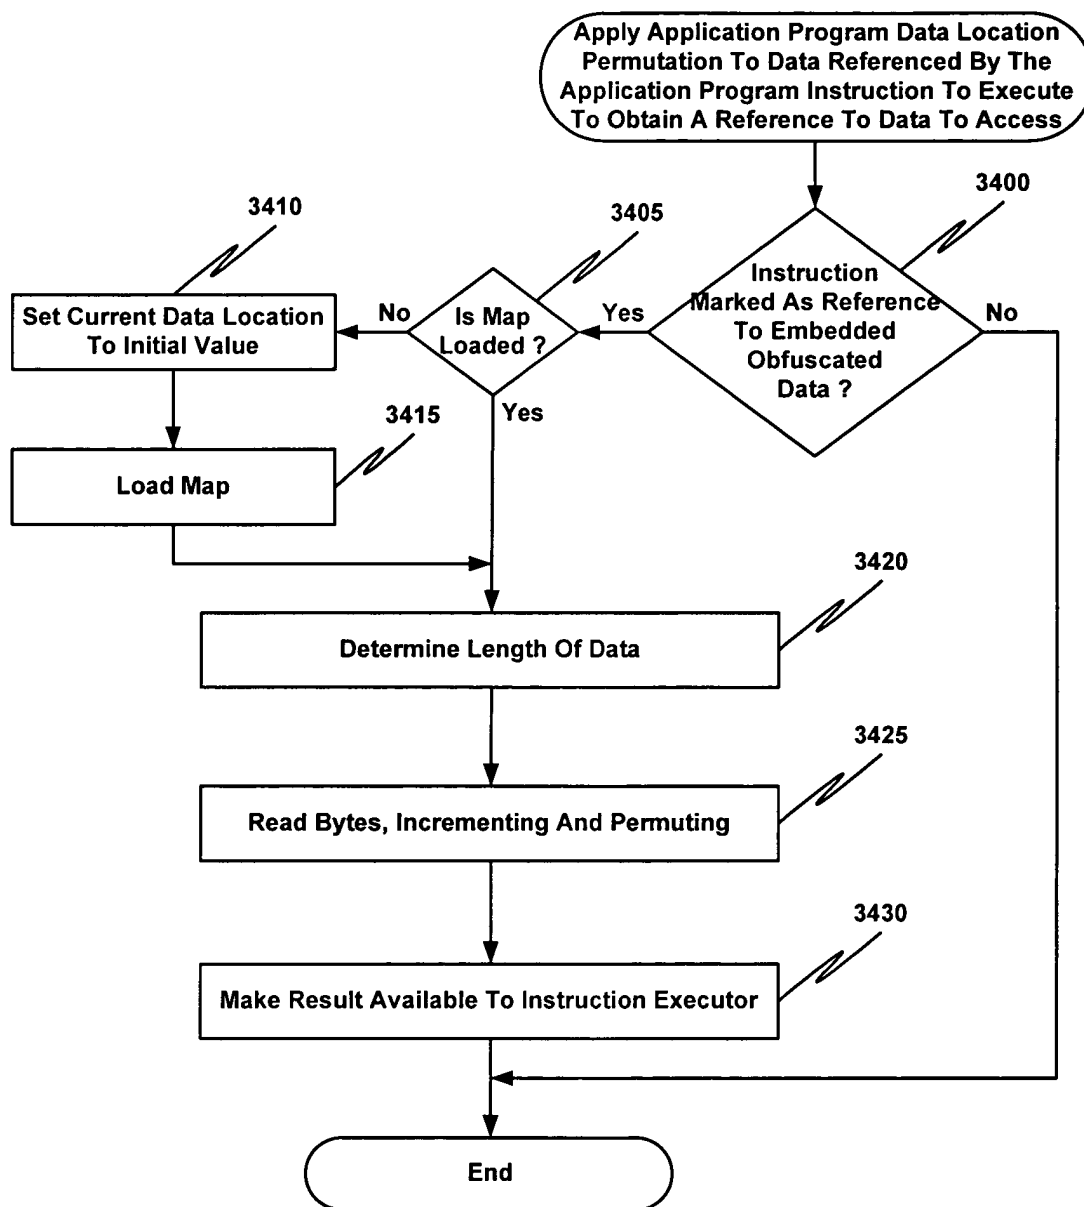 Apply Application Program Data Location
Permutation To Data Referenced By The
Application Program Instruction To Execute
To Obtain A Reference To Data To Access
3400
Instruction
Marked As Reference
To Embedded
Obfuscated
Data ?
Yes
No
3405
Is Map
Loaded ?
No
Yes
3410
Set Current Data Location
To Initial Value
3415
Load Map
3420
Determine Length Of Data
3425
Read Bytes, Incrementing And Permuting
3430
Make Result Available To Instruction Executor
End